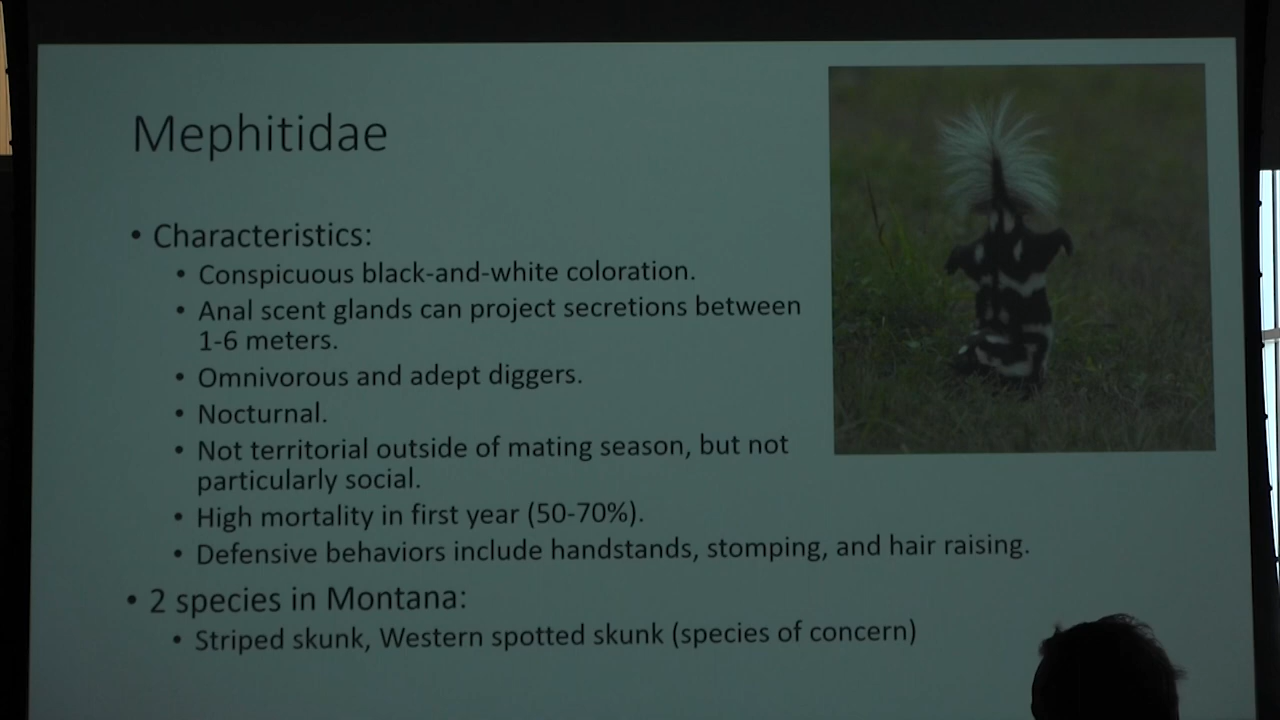 Mephitidae
• Characteristics:
• Conspicuous black-and-white coloration.
• Anal scent glands can project secretions between
1-6 meters.
• Omnivorous and adept diggers.
• Nocturnal.
• Not territorial outside of mating season, but not
particularly social.
• High mortality in first year (50-70%).
• Defensive behaviors include handstands, stomping, and hair raising.
• 2 species in Montana:
• Striped skunk, Western spotted skunk (species of concern)